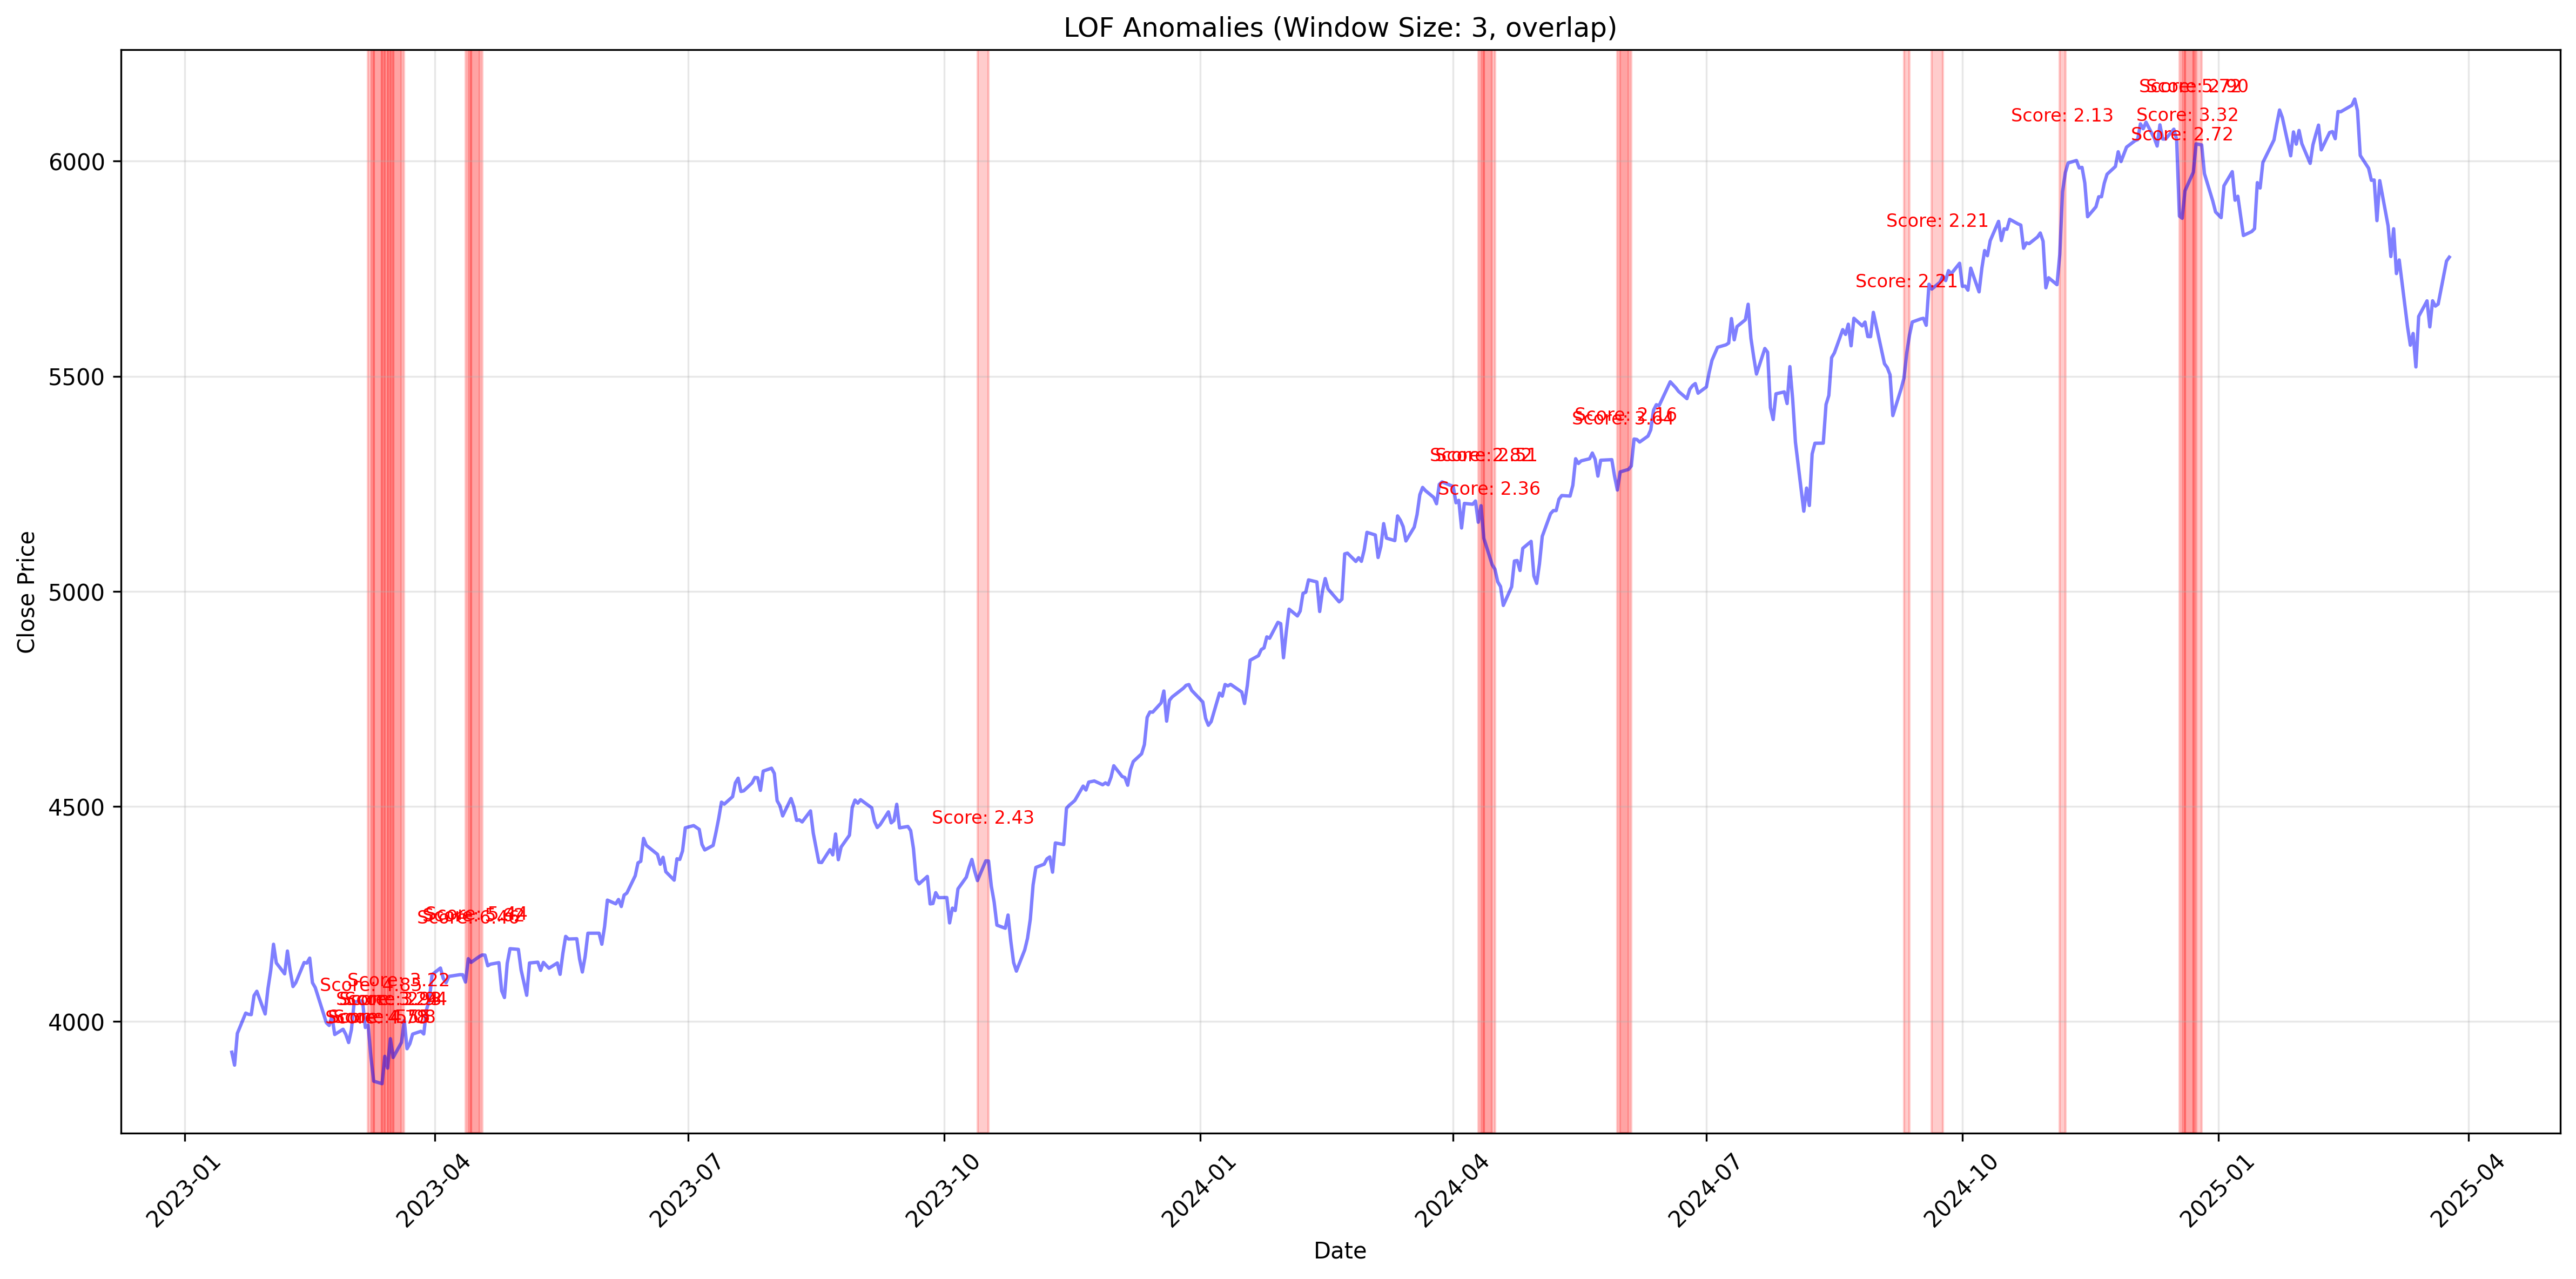 LOF Anomalies (Window Size: 3, overlap)
Close Price
6000
5500
5000
4500
4000
Score: 2.13
Score: 3.32
Score: 2.72
Score: 2.21
Score: 2.21
Score: 2.36
Score: 2.43
Score: 3.22
2023-01
2023-04
2023-07
2023-10
2024-01
2024-04
2024-07
2024-10
2025-01
2025-04
Date